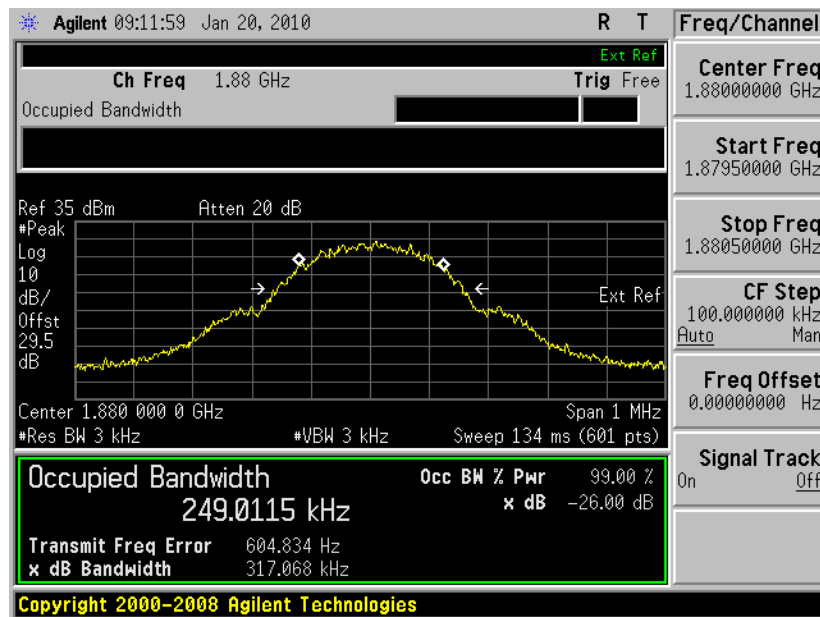 Agilent 09:11:59 Jan 20, 2010 R T
Freq/Channel
Ext Ref
Ch Freq 1.88 GHz Trig Free
Occupied Bandwidth
Center Freq
1.88000000 GHz
Start Freq
1.87950000 GHz
Stop Freq
1.88050000 GHz
CF Step
100.000000 kHz
Auto Man
Freq Offset
0.00000000 Hz
Signal Track
On Off
Ref 35 dBm Atten 20 dB
#Peak
Log
10
dB/
Offst
29.5
dB
Ext Ref
Center 1.880 000 0 GHz Span 1 MHz
#Res BW 3 kHz #VBW 3 kHz Sweep 134 ms (601 pts)
Occupied Bandwidth
249.0115 kHz
Occ BW % Pwr 99.00 %
x dB -26.00 dB
Transmit Freq Error 604.834 Hz
x dB Bandwidth 317.068 kHz
Copyright 2000-2008 Agilent Technologies